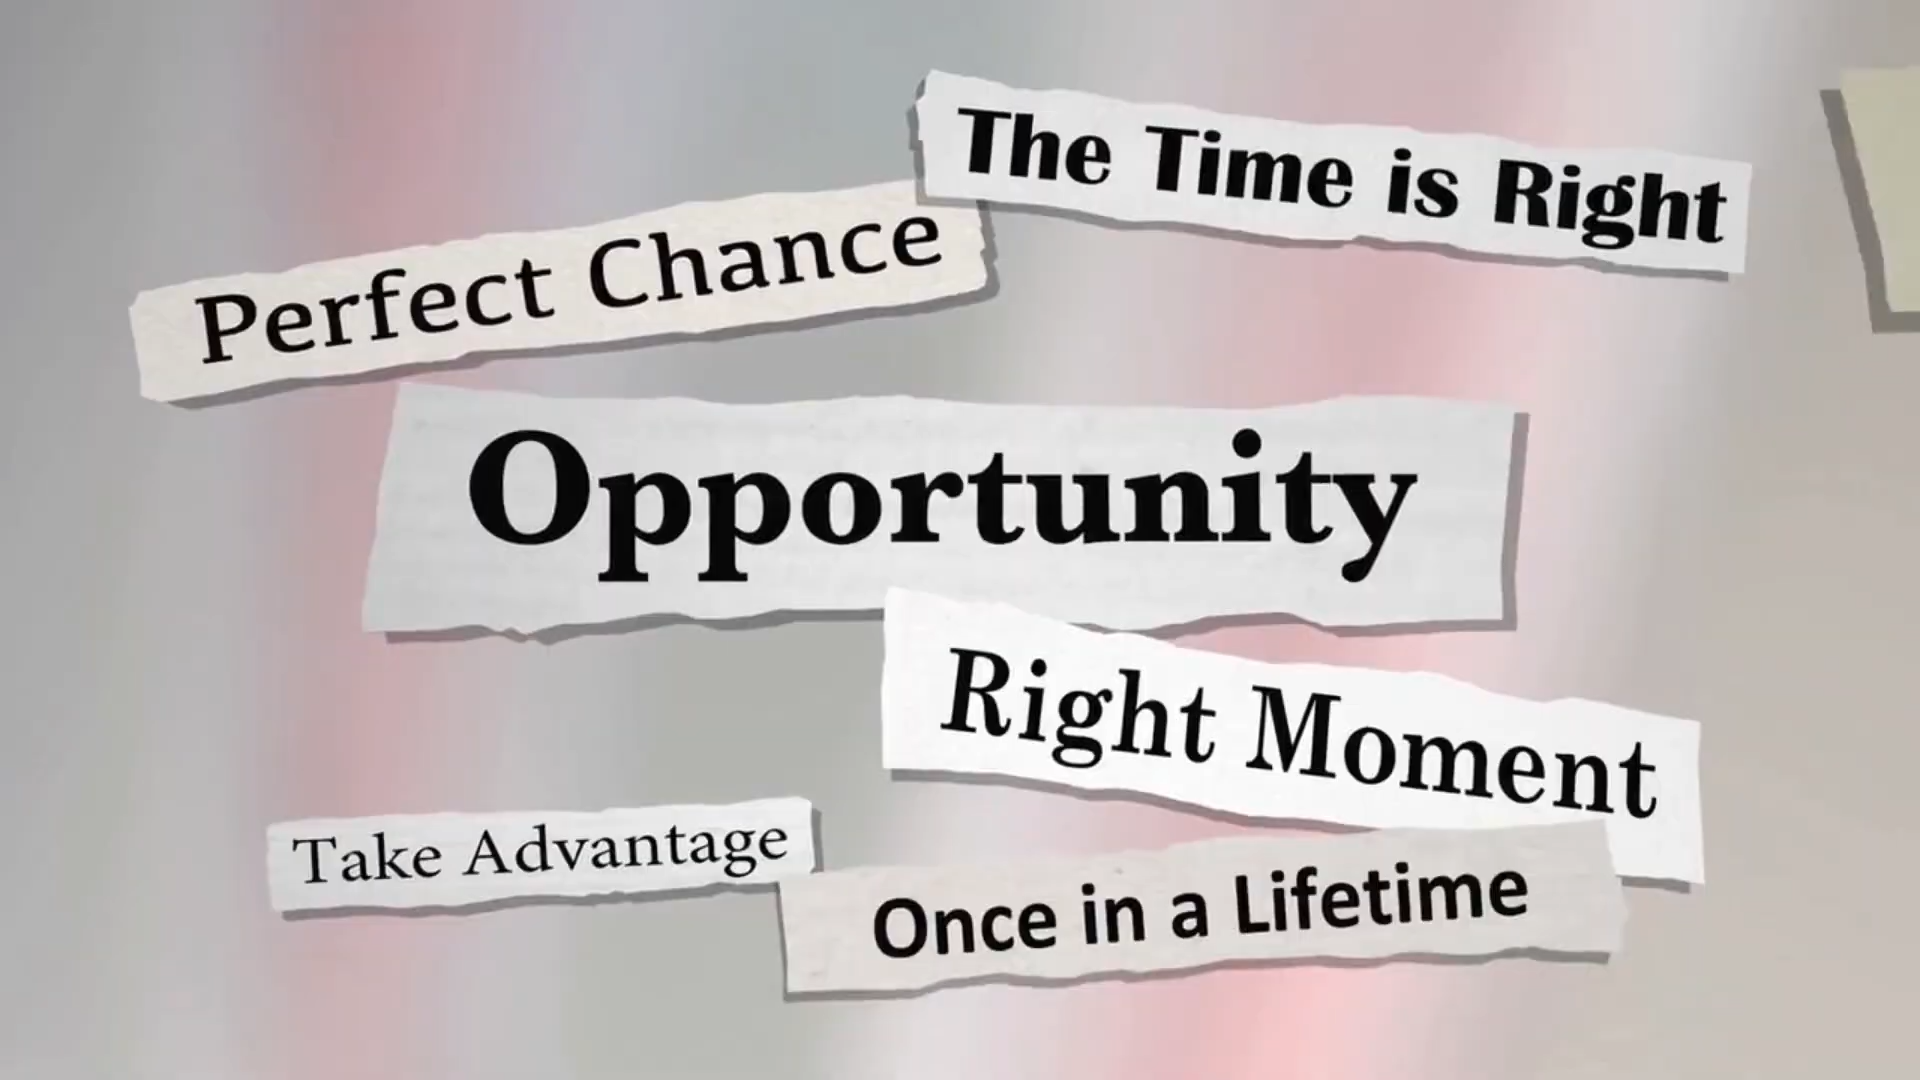 The Time is Right
Perfect Chance
Opportunity
Right Moment
Take Advantage
Once in a Lifetime